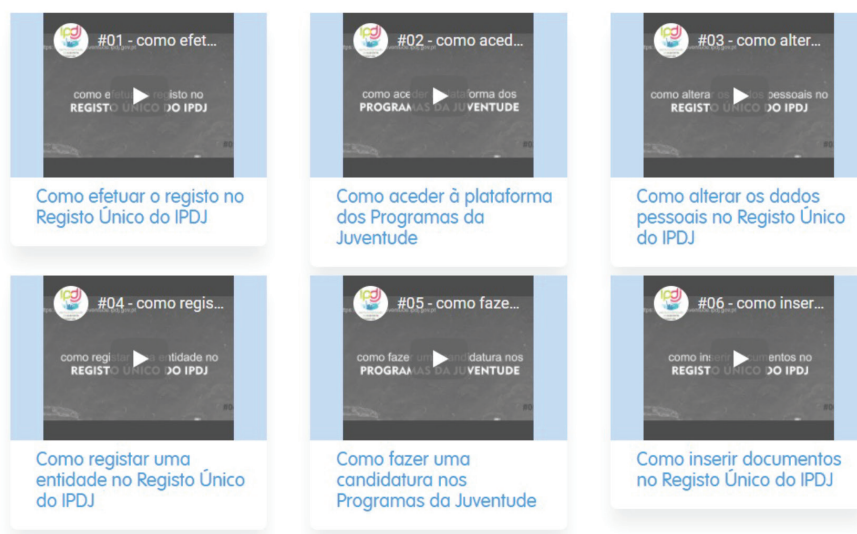 #01 - como efet...
como efetuar o registo no
REGISTO ÚNICO DO IPDJ
Como efetuar o registo no
Registo Único do IPDJ
#02 - como aced...
como aceder à plataforma dos
PROGRAMAS DA JUVENTUDE
Como aceder à plataforma
dos Programas da
Juventude
#03 - como alter...
como alterar os dados pessoais no
REGISTO ÚNICO DO IPDJ
Como alterar os dados
pessoais no Registo Único
do IPDJ
#04 - como regis...
como registar uma entidade no
REGISTO ÚNICO DO IPDJ
Como registar uma
entidade no Registo Único
do IPDJ
#05 - como faze...
como fazer uma candidatura nos
PROGRAMAS DA JUVENTUDE
Como fazer uma
candidatura nos
Programas da Juventude
#06 - como inser...
como inserir documentos no
REGISTO ÚNICO DO IPDJ
Como inserir documentos
no Registo Único do IPDJ